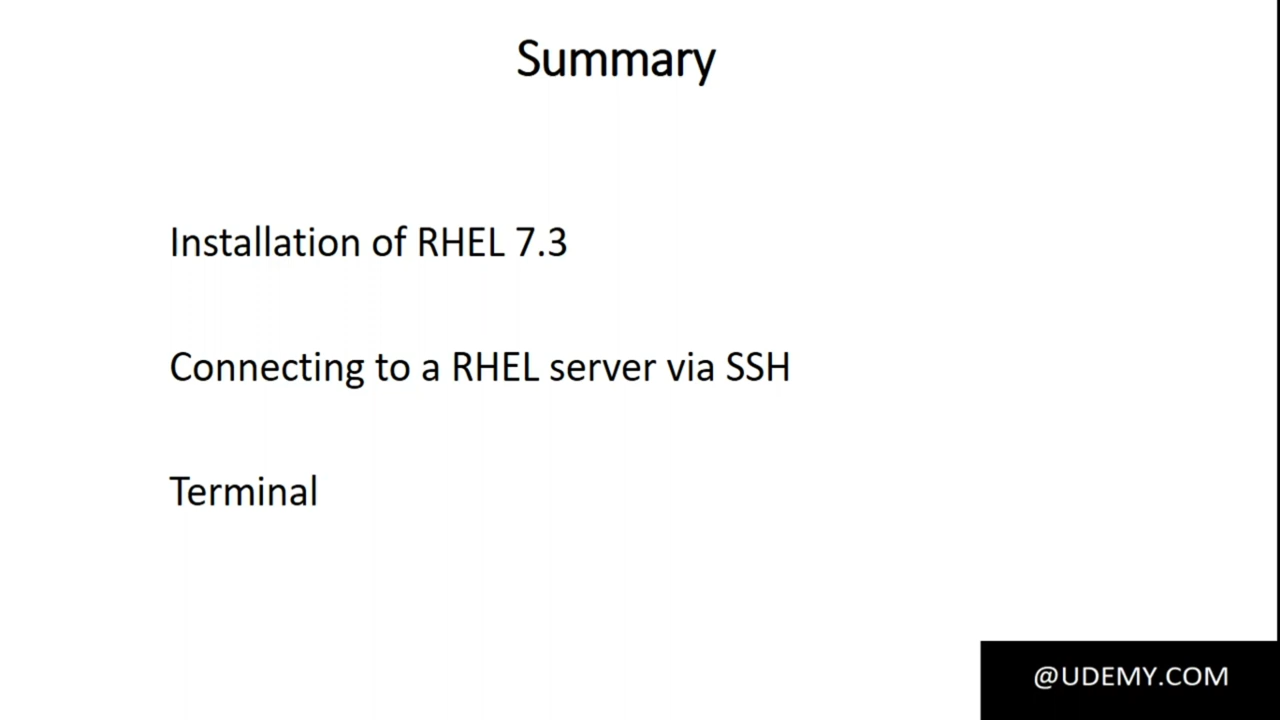 Summary
Installation of RHEL 7.3
Connecting to a RHEL server via SSH
Terminal
@UDEMY.COM